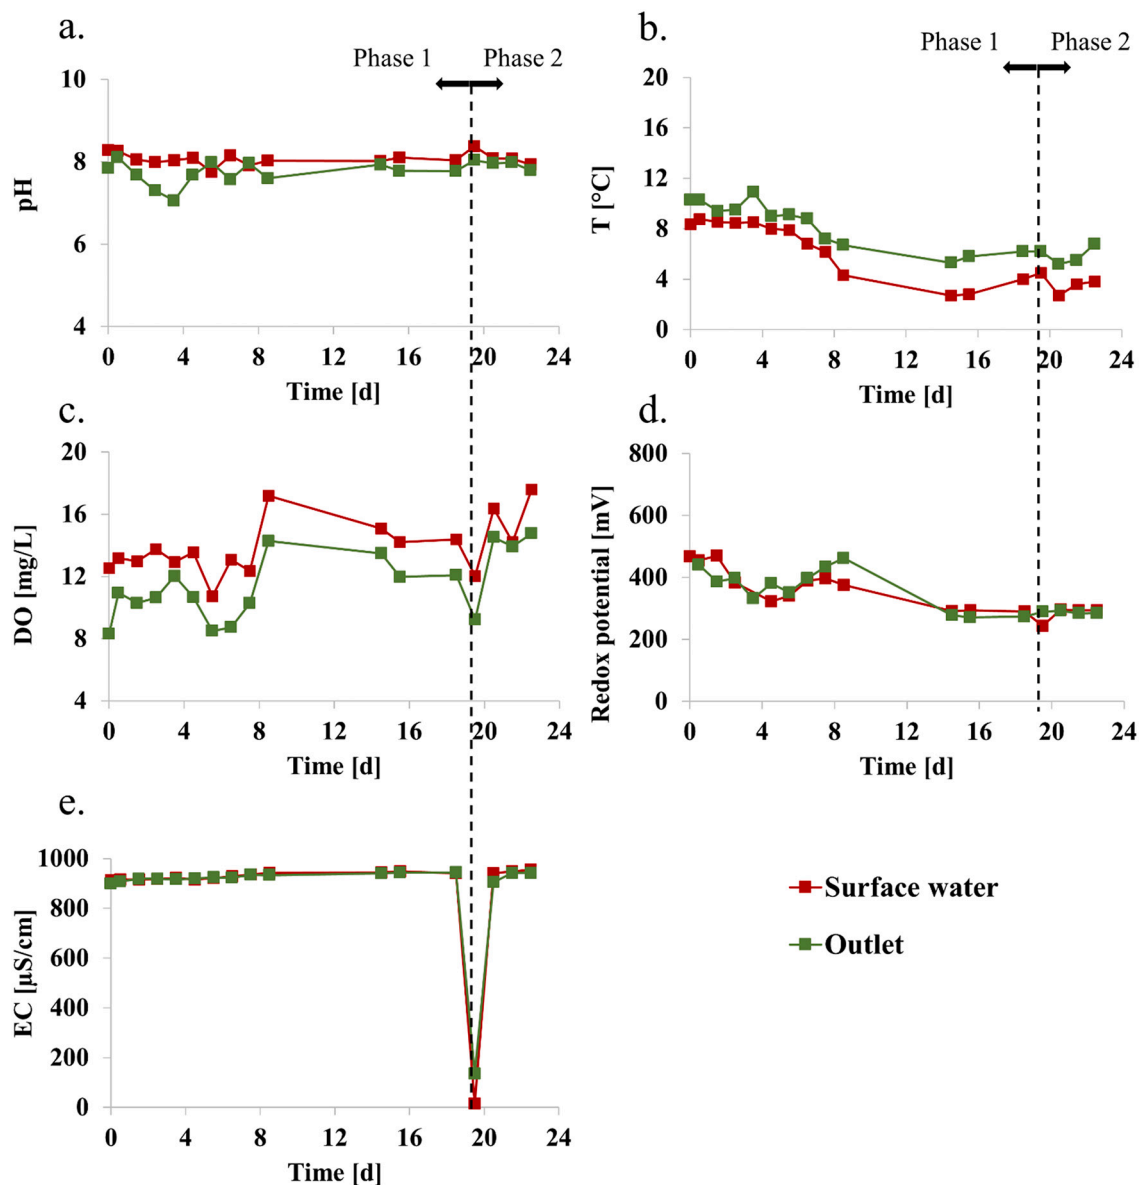 a.
Phase 1 Phase 2
10
8
6
4
pH
0 4 8 12 16 20 24
Time [d]
b.
Phase 1 Phase 2
20
16
12
8
4
0
T [°C]
0 4 8 12 16 20 24
Time [d]
c.
20
16
12
8
4
DO [mg/L]
0 4 8 12 16 20 24
Time [d]
d.
800
600
400
200
0
Redox potential [mV]
0 4 8 12 16 20 24
Time [d]
e.
1000
800
600
400
200
0
EC [µS/cm]
0 4 8 12 16 20 24
Time [d]
Surface water
Outlet